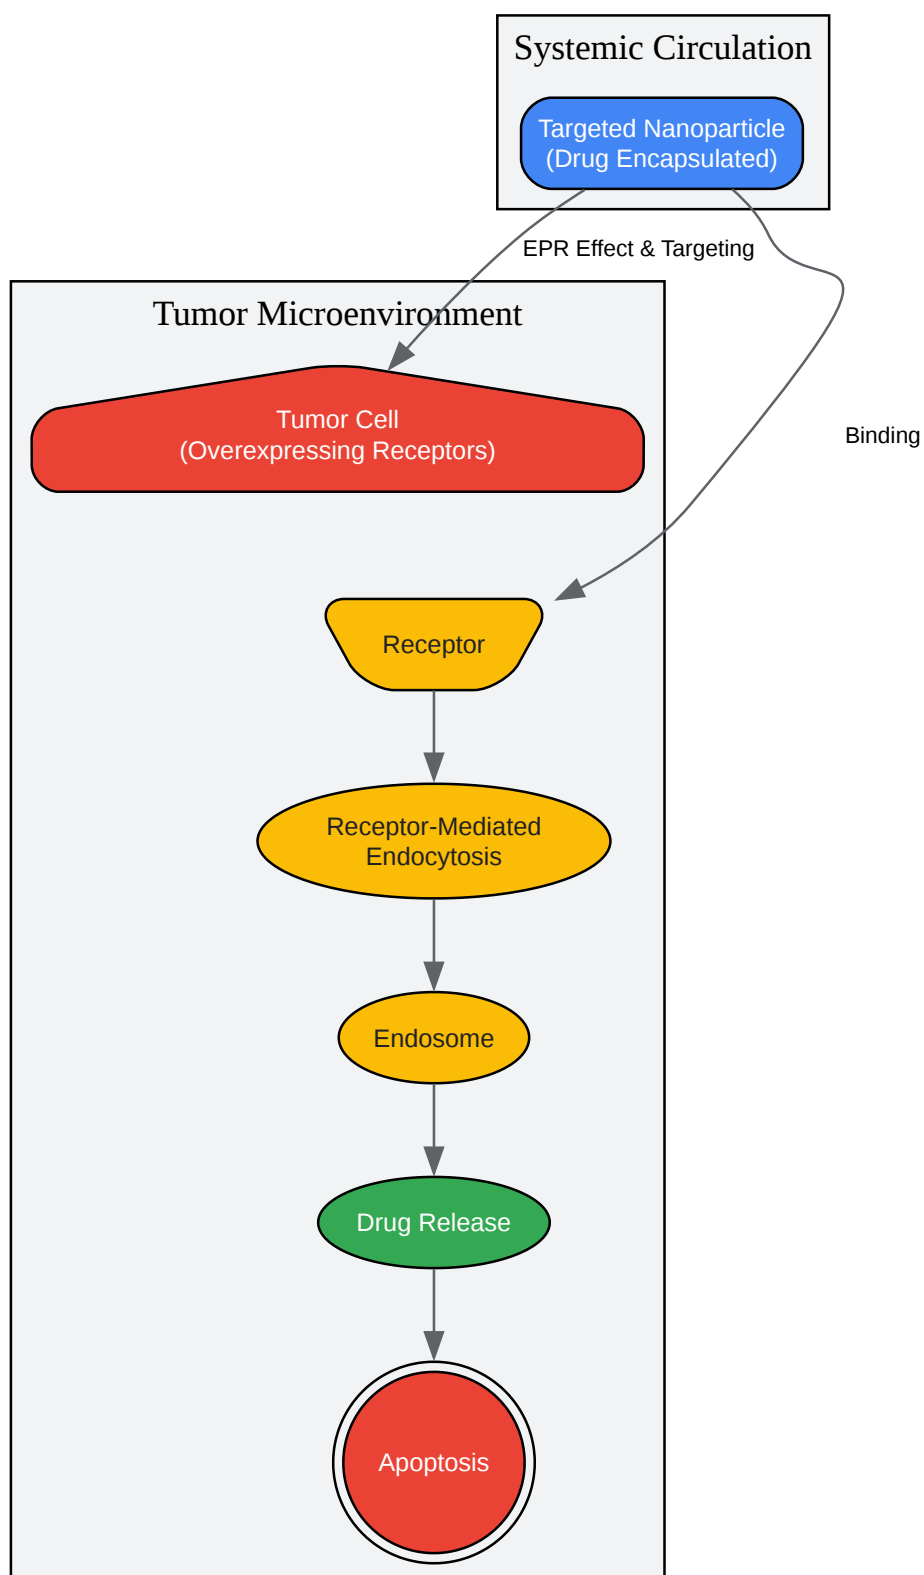 Systemic Circulation
Targeted Nanoparticle
(Drug Encapsulated)
EPR Effect & Targeting
Tumor Microenvironment
Tumor Cell
(Overexpressing Receptors)
Binding
Receptor
Receptor-Mediated
Endocytosis
Endosome
Drug Release
Apoptosis